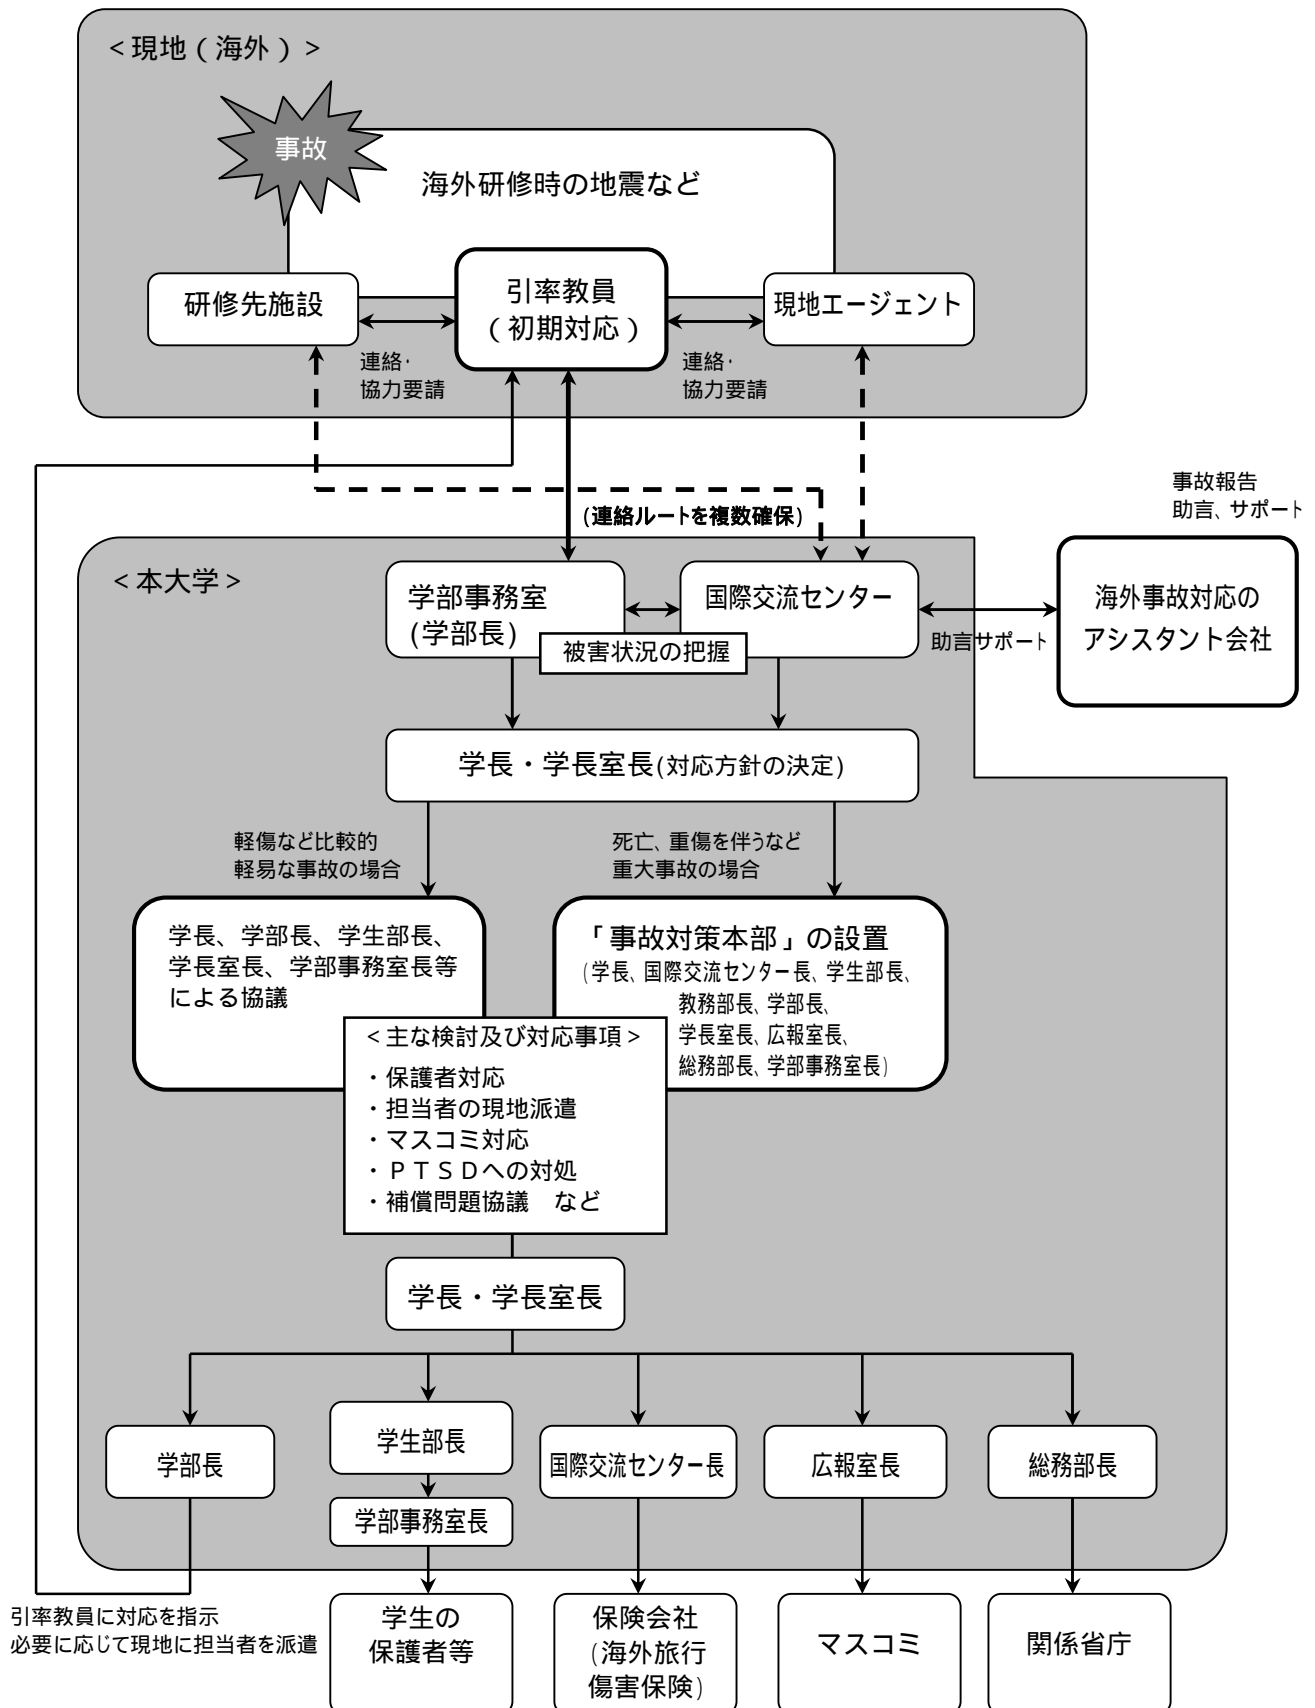 ＜現地（海外）＞
事故
海外研修時の地震など
研修先施設
引率教員
（初期対応）
現地エージェント
連絡・
協力要請
連絡・
協力要請
事故報告
助言、サポート
(連絡ルートを複数確保)
＜本大学＞
学部事務室
(学部長)
国際交流センター
被害状況の把握
助言サポート
海外事故対応の
アシスタント会社
学長・学長室長(対応方針の決定)
軽傷など比較的
軽易な事故の場合
死亡、重傷を伴うなど
重大事故の場合
学長、学部長、学生部長、
学長室長、学部事務室長等
による協議
「事故対策本部」の設置
(学長、国際交流センター長、学生部長、
教務部長、学部長、
学長室長、広報室長、
総務部長、学部事務室長)
＜主な検討及び対応事項＞
・保護者対応
・担当者の現地派遣
・マスコミ対応
・ＰＴＳＤへの対処
・補償問題協議　など
学長・学長室長
学部長
学生部長
学部事務室長
国際交流センター長
広報室長
総務部長
引率教員に対応を指示
必要に応じて現地に担当者を派遣
学生の
保護者等
保険会社
(海外旅行
傷害保険)
マスコミ
関係省庁